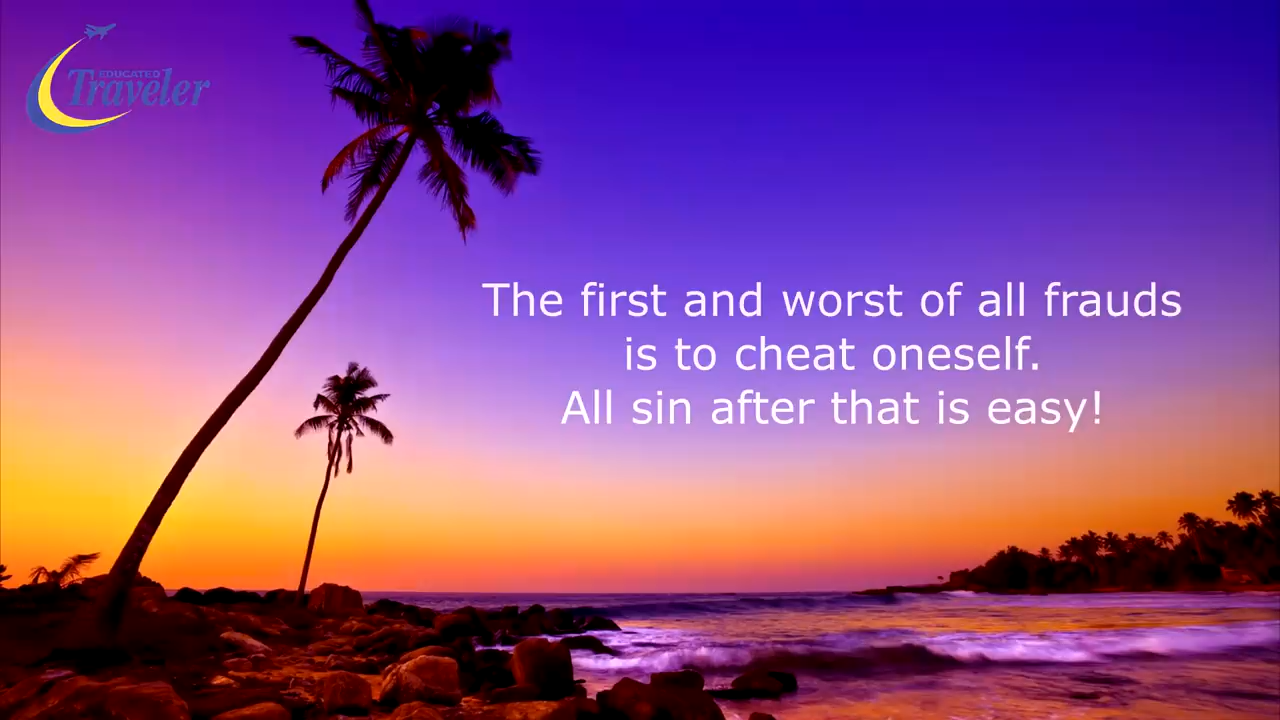 EDUCATED
Traveler
The first and worst of all frauds
is to cheat oneself.
All sin after that is easy!